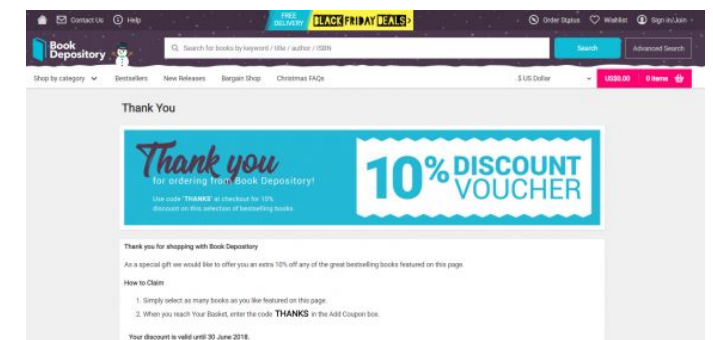 Contact Us Help FREE DELIVERY BLACK FRIDAY DEALS> Order Status Wishlist Sign in/Join
Book Depository
Search for books by keyword / title / author / ISBN
Search
Advanced Search
Shop by category Bestsellers New Releases Bargain Shop Christmas FAQs $ US Dollar US$0.00 0 items
Thank You
Thank you
for ordering from Book Depository!
Use code "THANKS" at checkout for 10%
discount on this selection of bestselling books
10% DISCOUNT
VOUCHER
Thank you for shopping with Book Depository
As a special gift we would like to offer you an extra 10% off any of the great bestselling books featured on this page.
How to Claim
1. Simply select as many books as you like featured on this page.
2. When you reach Your Basket, enter the code THANKS in the Add Coupon box.
Your discount is valid until 30 June 2018.